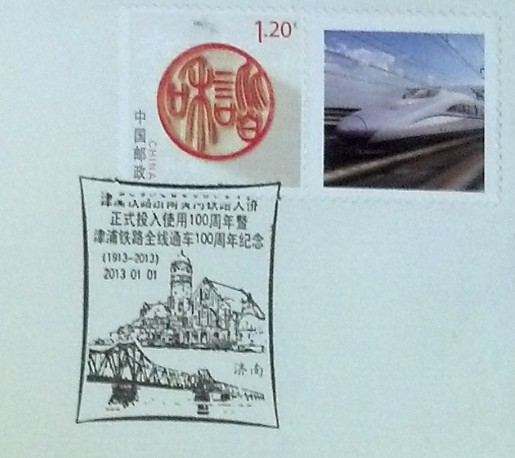 1.20
和諧
中国邮政
CHINA
津浦铁路济南黄河铁路大桥
正式投入使用100周年暨
津浦铁路全线通车100周年纪念
(1913-2013)
2013 01 01
济南